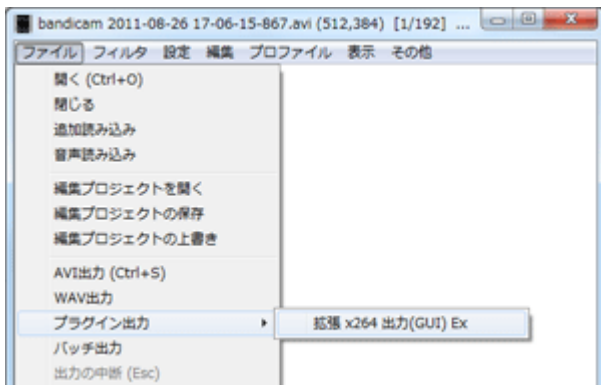 bandicam 2011-08-26 17-06-15-867.avi (512,384) [1/192] ...
ファイル フィルタ 設定 編集 プロファイル 表示 その他
開く (Ctrl+O)
閉じる
追加読み込み
音声読み込み
編集プロジェクトを開く
編集プロジェクトの保存
編集プロジェクトの上書き
AVI出力 (Ctrl+S)
WAV出力
プラグイン出力
拡張 x264 出力(GUI) Ex
バッチ出力
出力の中断 (Esc)